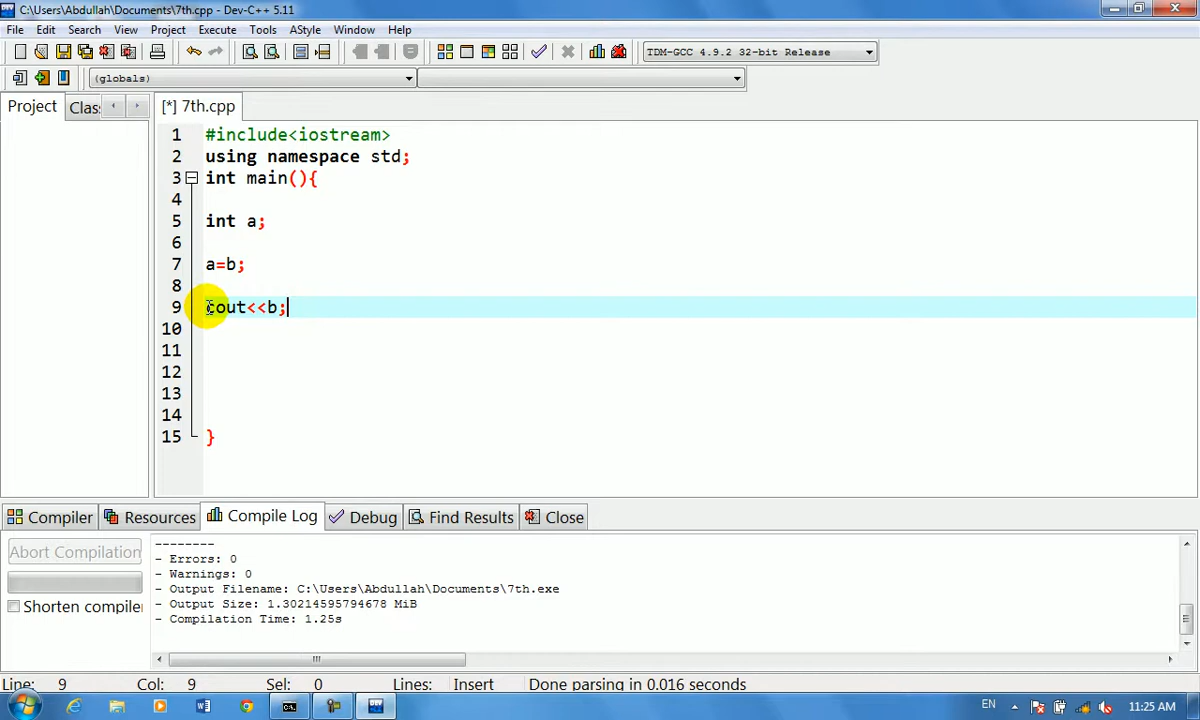 C:\Users\Abdullah\Documents\7th.cpp - Dev-C++ 5.11
File Edit Search View Project Execute Tools AStyle Window Help
TDM-GCC 4.9.2 32-bit Release
(globals)
Project Clas [*] 7th.cpp
1 #include<iostream>
2 using namespace std;
3 int main(){
4
5 int a;
6
7 a=b;
8
9 cout<<b;
10
11
12
13
14
15 }
Compiler Resources Compile Log Debug Find Results Close
Abort Compilation
Shorten compiler
--------
- Errors: 0
- Warnings: 0
- Output Filename: C:\Users\Abdullah\Documents\7th.exe
- Output Size: 1.30214595794678 MiB
- Compilation Time: 1.25s
Line: 9 Col: 9 Sel: 0 Lines: Insert Done parsing in 0.016 seconds
EN 11:25 AM